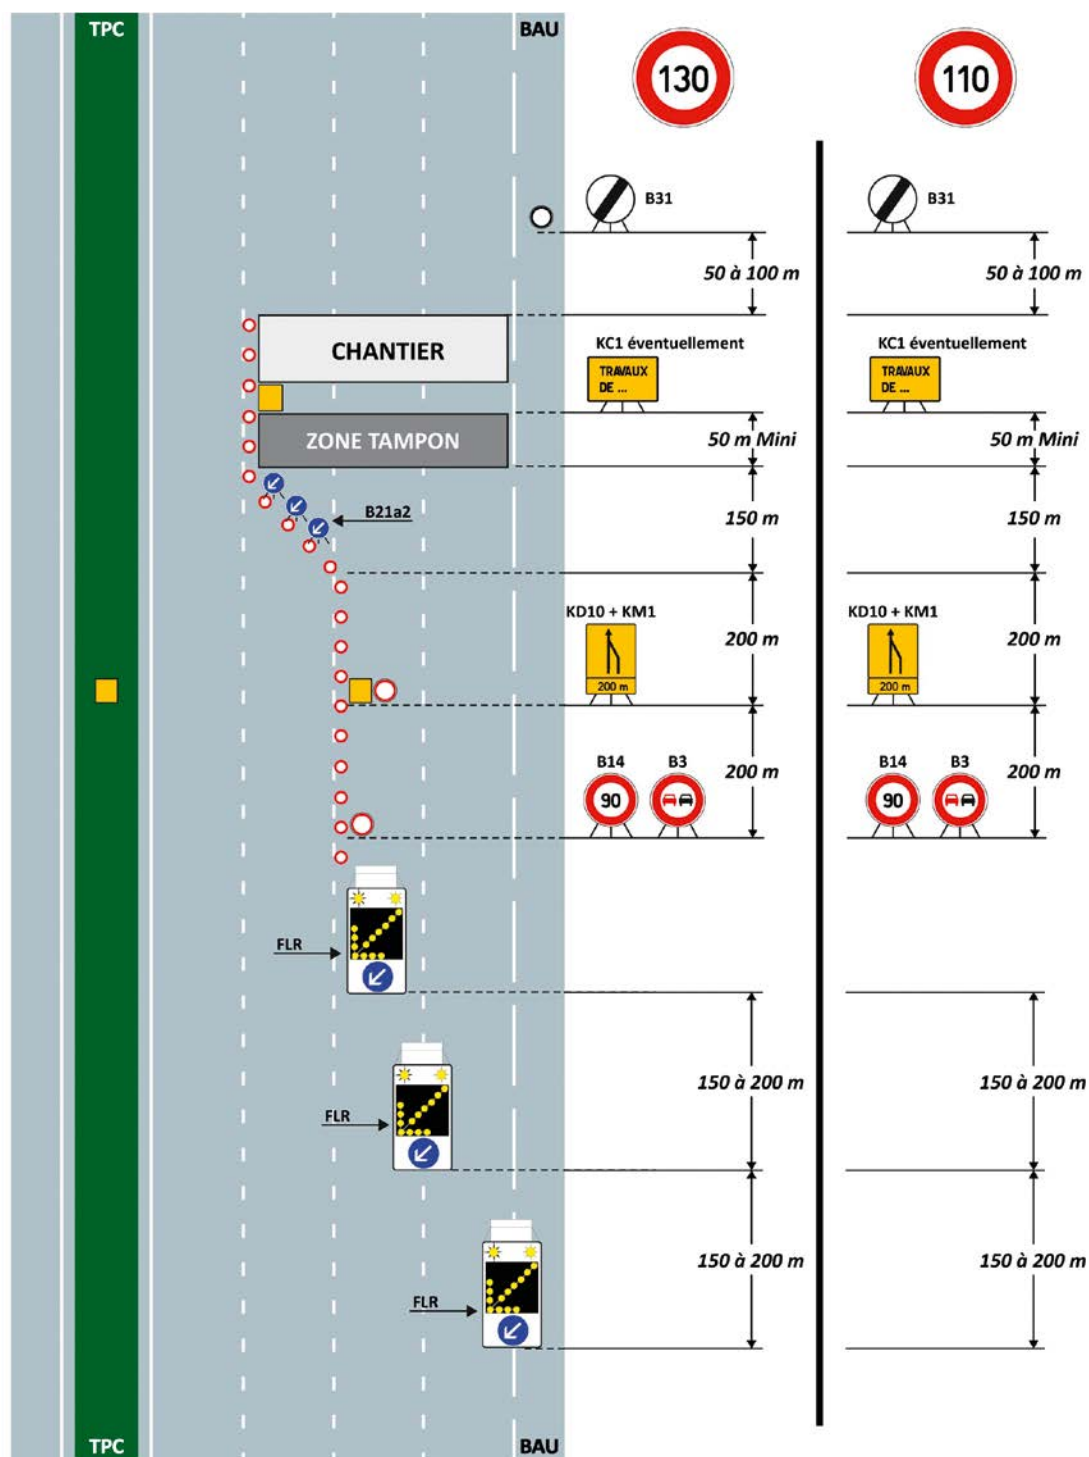 TPC
BAU
130
110
B31
B31
50 à 100 m
50 à 100 m
CHANTIER
KC1 éventuellement
KC1 éventuellement
TRAVAUX
DE ...
TRAVAUX
DE ...
ZONE TAMPON
50 m Mini
50 m Mini
B21a2
150 m
150 m
KD10 + KM1
KD10 + KM1
200 m
200 m
200 m
200 m
B14
B3
B14
B3
200 m
200 m
90
90
FLR
150 à 200 m
150 à 200 m
FLR
150 à 200 m
150 à 200 m
FLR
TPC
BAU